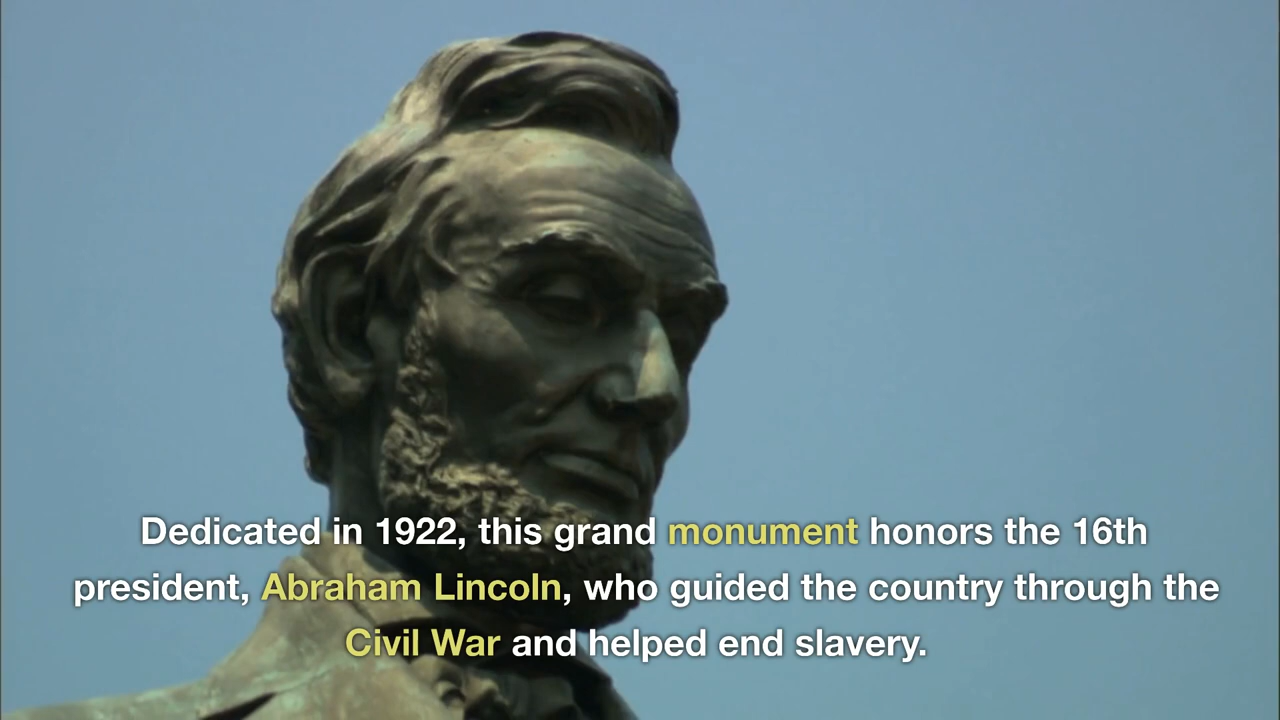 Dedicated in 1922, this grand monument honors the 16th
president, Abraham Lincoln, who guided the country through the
Civil War and helped end slavery.